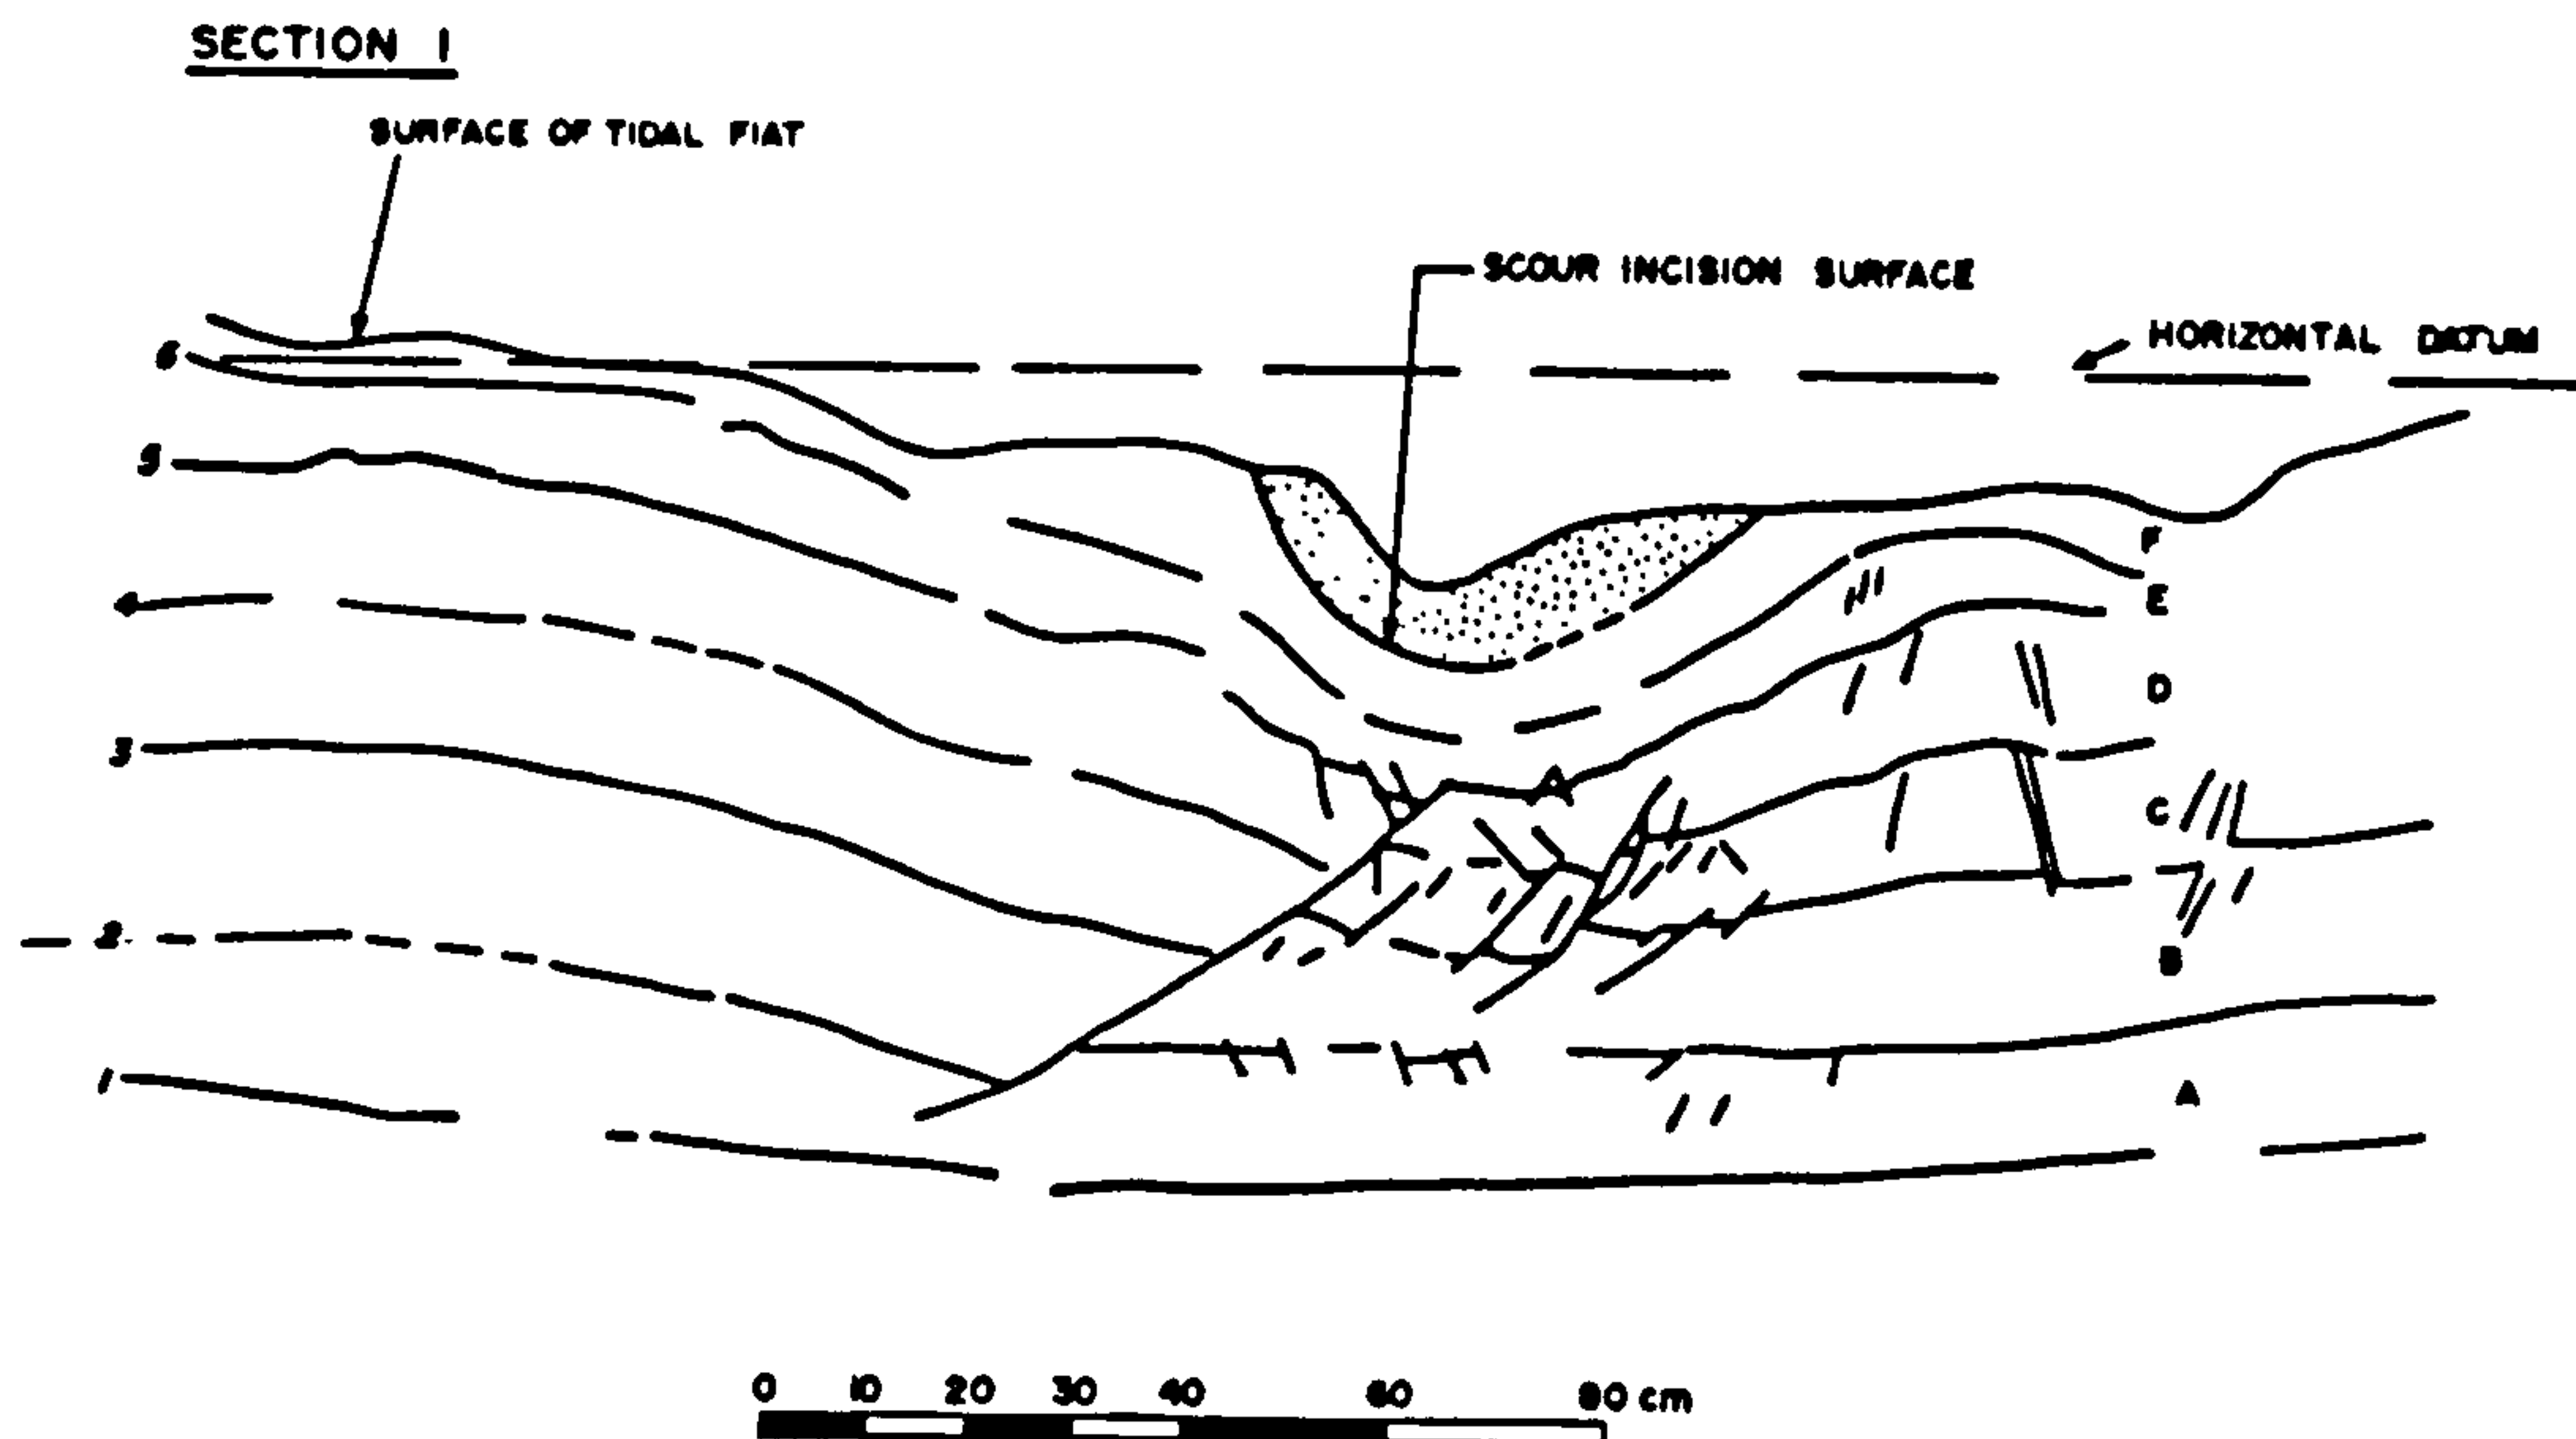 SECTION 1
SURFACE OF TIDAL FIAT
SCOUR INCISION SURFACE
HORIZONTAL DATUM
6
5
3
2
1
F
E
D
C
B
A
0 10 20 30 40 60 80 cm